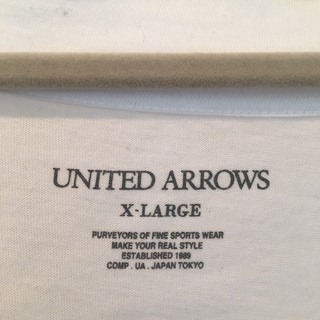 UNITED ARROWS
X-LARGE
PURVEYORS OF FINE SPORTS WEAR
MAKE YOUR REAL STYLE
ESTABLISHED 1989
COMP . UA . JAPAN TOKYO